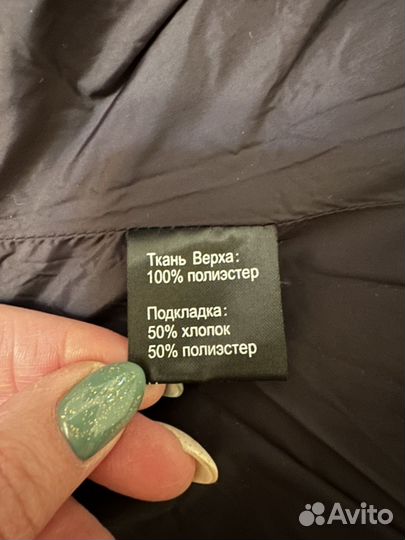 Ткань Верха:
100% полиэстер
Подкладка:
50% хлопок
50% полиэстер
Avito